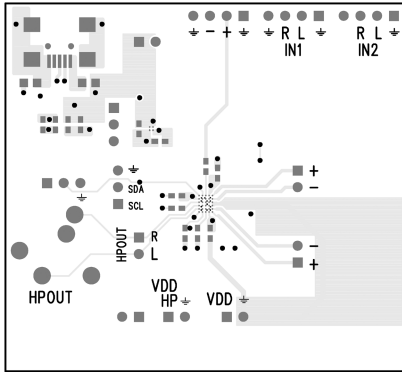 - +
R L
IN1
R L
IN2
+
-
SDA
SCL
HPOUT
R
L
-
+
HPOUT
VDD
HP
VDD